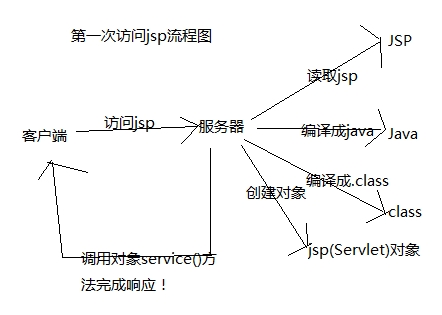 第一次访问jsp流程图
JSP
读取jsp
访问jsp
服务器
客户端
编译成java
Java
编译成.class
创建对象
class
jsp(Servlet)对象
调用对象service()方
法完成响应！